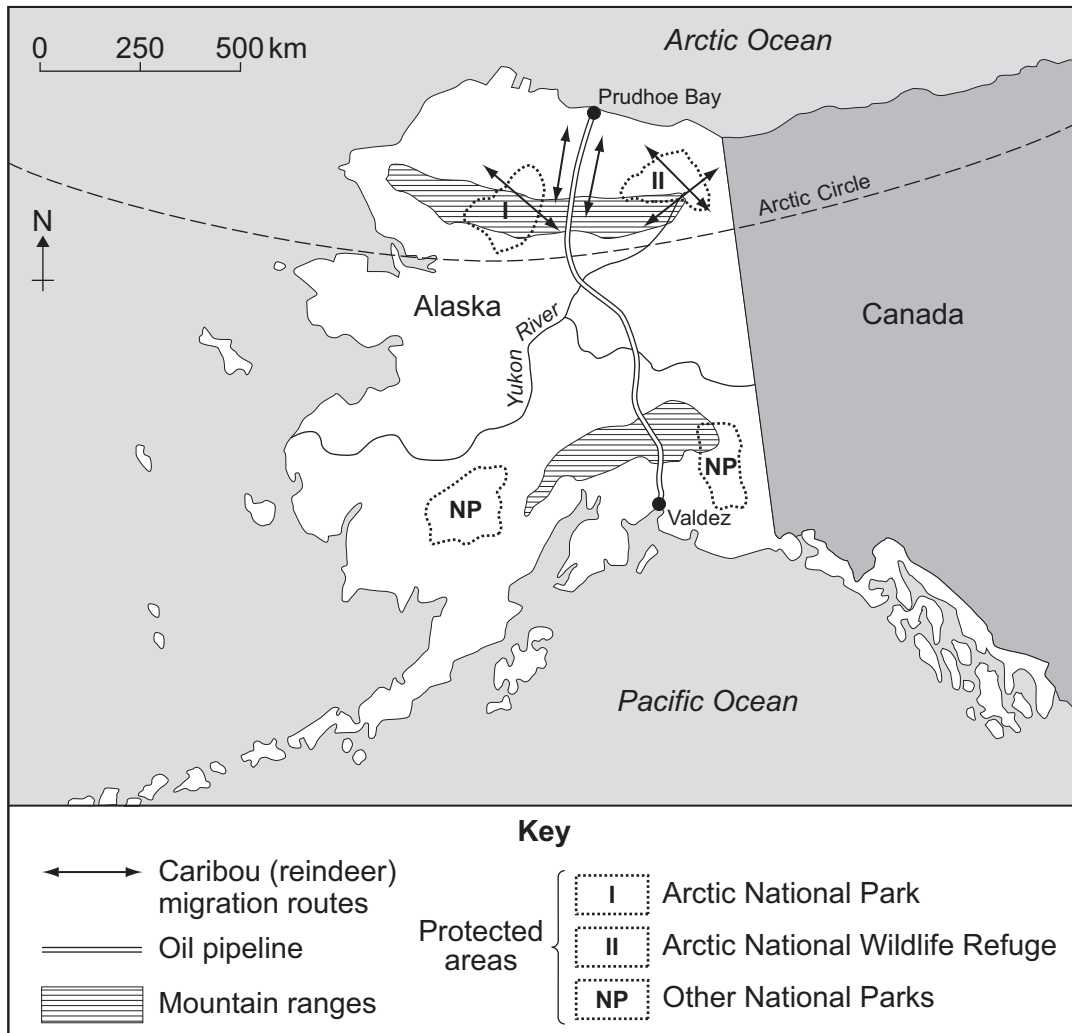 0 250 500 km
Arctic Ocean
Prudhoe Bay
II
Arctic Circle
I
N
Alaska
Canada
Yukon River
NP
NP
Valdez
Pacific Ocean
Key
Caribou (reindeer)
migration routes
Oil pipeline
Mountain ranges
Protected
areas
I Arctic National Park
II Arctic National Wildlife Refuge
NP Other National Parks